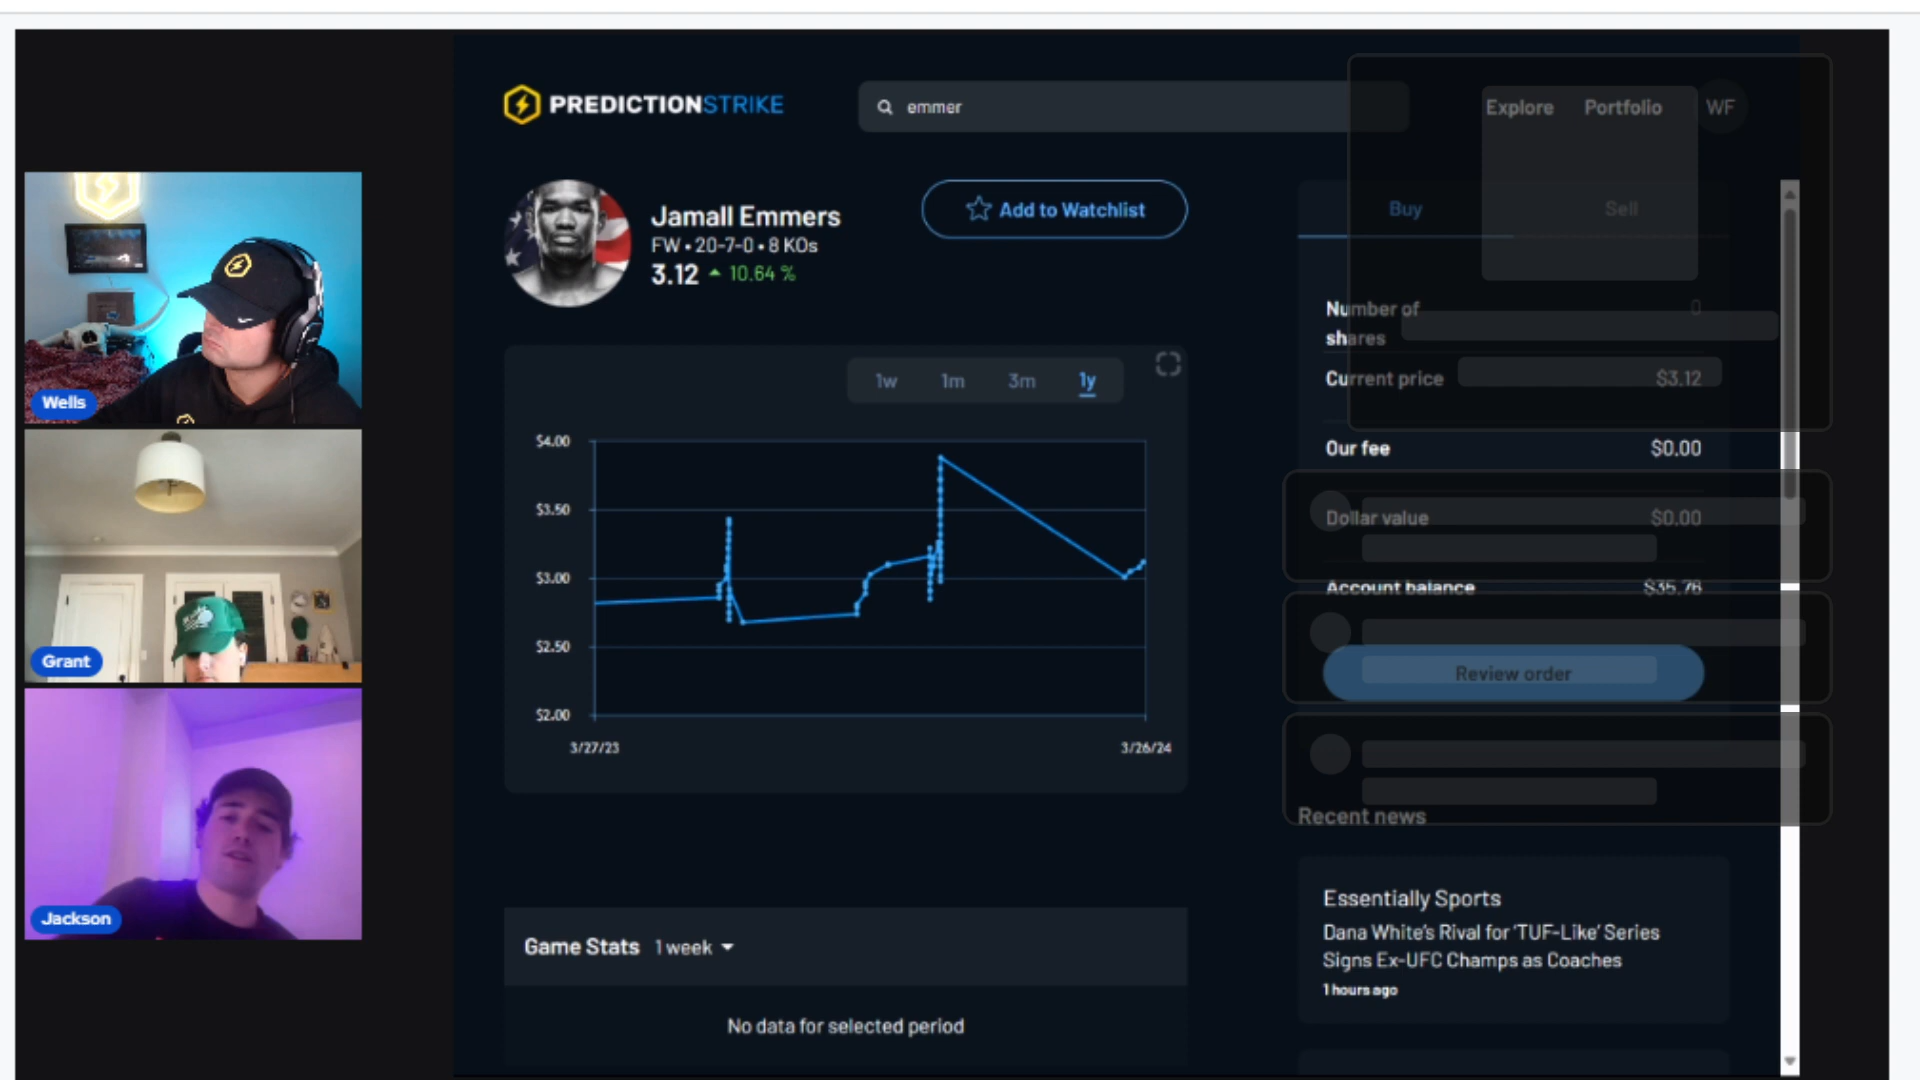 PREDICTIONSTRIKE
emmer
Explore Portfolio WF
Jamall Emmers
FW • 20-7-0 • 8 KOs
3.12 10.64 %
Add to Watchlist
Buy Sell
Number of shares 0
Current price $3.12
Our fee $0.00
Dollar value $0.00
Account balance $35.76
Review order
1w 1m 3m 1y
$4.00
$3.50
$3.00
$2.50
$2.00
3/27/23 3/26/24
Wells
Grant
Jackson
Game Stats 1 week
No data for selected period
Recent news
Essentially Sports
Dana White's Rival for 'TUF-Like' Series
Signs Ex-UFC Champs as Coaches
1 hours ago